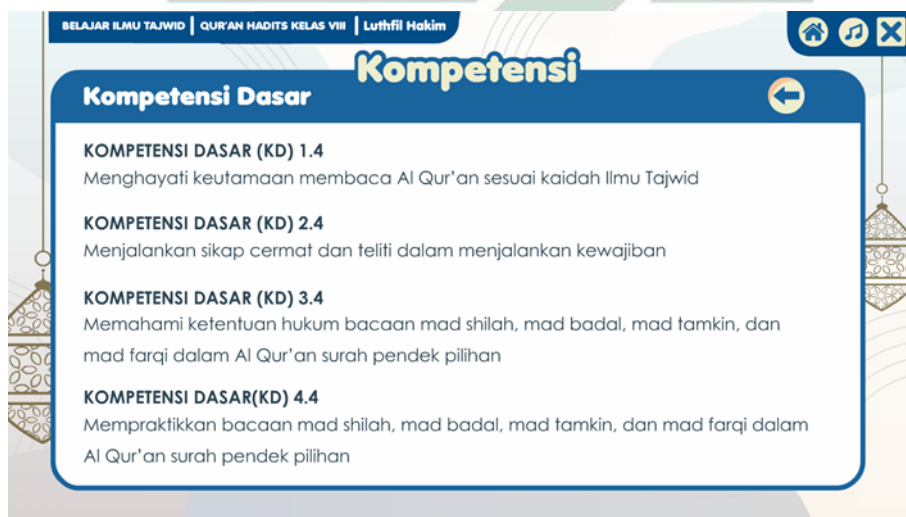 BELAJAR ILMU TAJWID | QUR'AN HADITS KELAS VIII | Luthfil Hakim
Kompetensi
Kompetensi Dasar
KOMPETENSI DASAR (KD) 1.4
Menghayati keutamaan membaca Al Qur'an sesuai kaidah Ilmu Tajwid
KOMPETENSI DASAR (KD) 2.4
Menjalankan sikap cermat dan teliti dalam menjalankan kewajiban
KOMPETENSI DASAR (KD) 3.4
Memahami ketentuan hukum bacaan mad shilah, mad badal, mad tamkin, dan
mad farqi dalam Al Qur'an surah pendek pilihan
KOMPETENSI DASAR(KD) 4.4
Mempraktikkan bacaan mad shilah, mad badal, mad tamkin, dan mad farqi dalam
Al Qur'an surah pendek pilihan